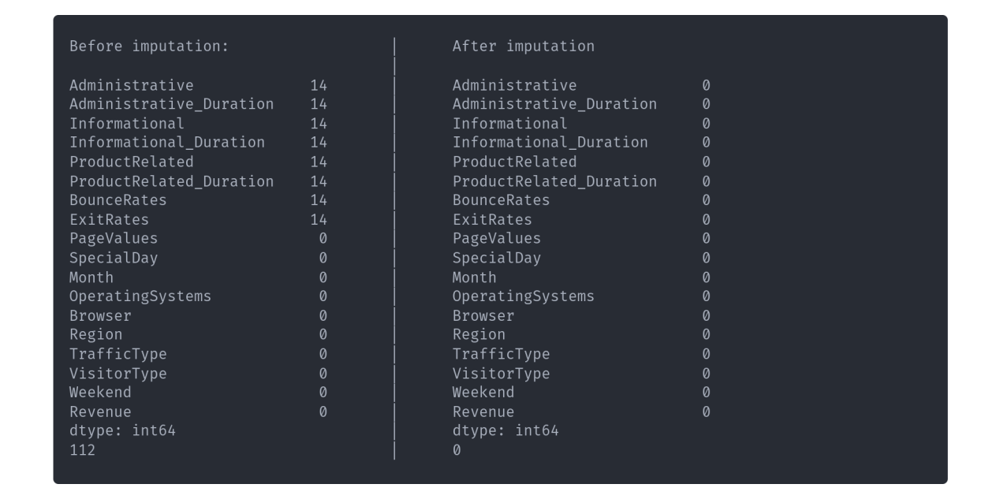 Before imputation: | After imputation
|
Administrative 14 | Administrative 0
Administrative_Duration 14 | Administrative_Duration 0
Informational 14 | Informational 0
Informational_Duration 14 | Informational_Duration 0
ProductRelated 14 | ProductRelated 0
ProductRelated_Duration 14 | ProductRelated_Duration 0
BounceRates 14 | BounceRates 0
ExitRates 14 | ExitRates 0
PageValues 0 | PageValues 0
SpecialDay 0 | SpecialDay 0
Month 0 | Month 0
OperatingSystems 0 | OperatingSystems 0
Browser 0 | Browser 0
Region 0 | Region 0
TrafficType 0 | TrafficType 0
VisitorType 0 | VisitorType 0
Weekend 0 | Weekend 0
Revenue 0 | Revenue 0
dtype: int64 | dtype: int64
112 | 0